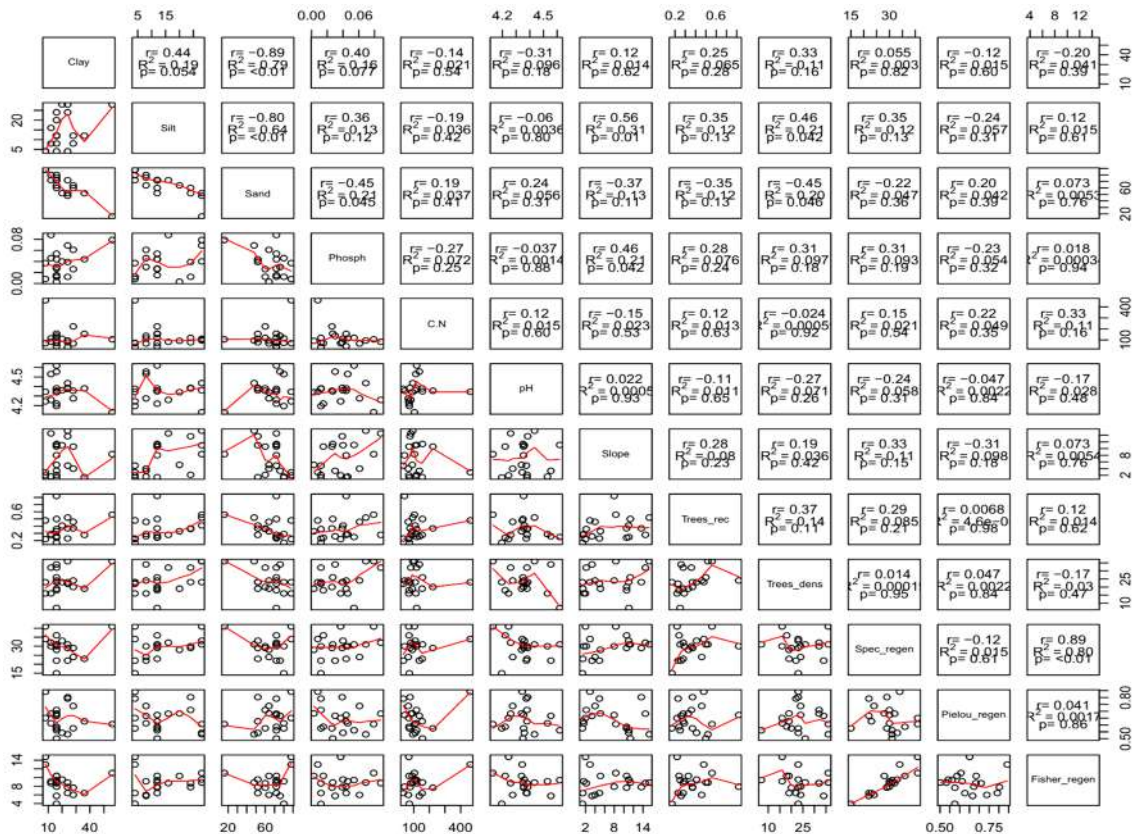 5 15 0.00 0.06 4.2 4.5 0.2 0.6 15 30 4 8 12
Clay r= 0.44 r= −0.89 r= 0.40 r= −0.14 r= −0.31 r= 0.12 r= 0.25 r= 0.33 r= 0.055 r= −0.12 r= −0.20
R² = 0.19 R² = 0.79 R² = 0.16 R² = 0.021 R² = 0.096 R² = 0.014 R² = 0.065 R² = 0.11 R² = 0.003 R² = 0.015 R² = 0.041
p= 0.054 p= <0.01 p= 0.077 p= 0.54 p= 0.18 p= 0.62 p= 0.28 p= 0.16 p= 0.82 p= 0.60 p= 0.39
10 40
5 20
Silt r= −0.80 r= 0.36 r= −0.19 r= −0.06 r= 0.56 r= 0.35 r= 0.46 r= 0.35 r= −0.24 r= 0.12
R² = 0.64 R² = 0.13 R² = 0.036 R² = 0.0036 R² = 0.31 R² = 0.12 R² = 0.21 R² = 0.12 R² = 0.057 R² = 0.015
p= <0.01 p= 0.12 p= 0.42 p= 0.80 p= 0.01 p= 0.13 p= 0.042 p= 0.13 p= 0.31 p= 0.61
Sand r= −0.45 r= 0.19 r= 0.24 r= −0.37 r= −0.35 r= −0.45 r= −0.22 r= 0.20 r= 0.073
R² = 0.21 R² = 0.037 R² = 0.056 R² = 0.13 R² = 0.12 R² = 0.20 R² = 0.047 R² = 0.042 R² = 0.0053
p= 0.045 p= 0.41 p= 0.31 p= 0.11 p= 0.13 p= 0.046 p= 0.36 p= 0.39 p= 0.76
20 60
0.00 0.08
Phosph r= −0.27 r= −0.037 r= 0.46 r= 0.28 r= 0.31 r= 0.31 r= −0.23 r= 0.018
R² = 0.072 R² = 0.0014 R² = 0.21 R² = 0.076 R² = 0.097 R² = 0.093 R² = 0.054 R² = 0.0003
p= 0.25 p= 0.88 p= 0.042 p= 0.24 p= 0.18 p= 0.19 p= 0.32 p= 0.94
C.N r= 0.12 r= −0.15 r= 0.12 r= −0.024 r= 0.15 r= 0.22 r= 0.33
R² = 0.015 R² = 0.023 R² = 0.013 R² = 0.0005 R² = 0.021 R² = 0.049 R² = 0.11
p= 0.60 p= 0.53 p= 0.63 p= 0.92 p= 0.54 p= 0.35 p= 0.16
100 400
4.2 4.5
pH r= 0.022 r= −0.11 r= −0.27 r= −0.24 r= −0.047 r= −0.17
R² = 0.0005 R² = 0.011 R² = 0.071 R² = 0.058 R² = 0.0022 R² = 0.028
p= 0.93 p= 0.65 p= 0.26 p= 0.31 p= 0.84 p= 0.48
Slope r= 0.28 r= 0.19 r= 0.33 r= −0.31 r= 0.073
R² = 0.08 R² = 0.036 R² = 0.11 R² = 0.098 R² = 0.0054
p= 0.23 p= 0.42 p= 0.15 p= 0.18 p= 0.76
2 8
0.2 0.6
Trees_rec r= 0.37 r= 0.29 r= 0.0068 r= 0.12
R² = 0.14 R² = 0.085 R² = 4.6e−0 R² = 0.014
p= 0.11 p= 0.21 p= 0.98 p= 0.62
Trees_dens r= 0.014 r= 0.047 r= −0.17
R² = 0.0001 R² = 0.0022 R² = 0.03
p= 0.95 p= 0.84 p= 0.47
10 25
15 30
Spec_regen r= −0.12 r= 0.89
R² = 0.015 R² = 0.80
p= 0.61 p= <0.01
Pielou_regen r= 0.041
R² = 0.0017
p= 0.86
0.50 0.80
4 8 14
Fisher_regen
10 40 20 60 100 400 2 8 14 10 25 0.50 0.75